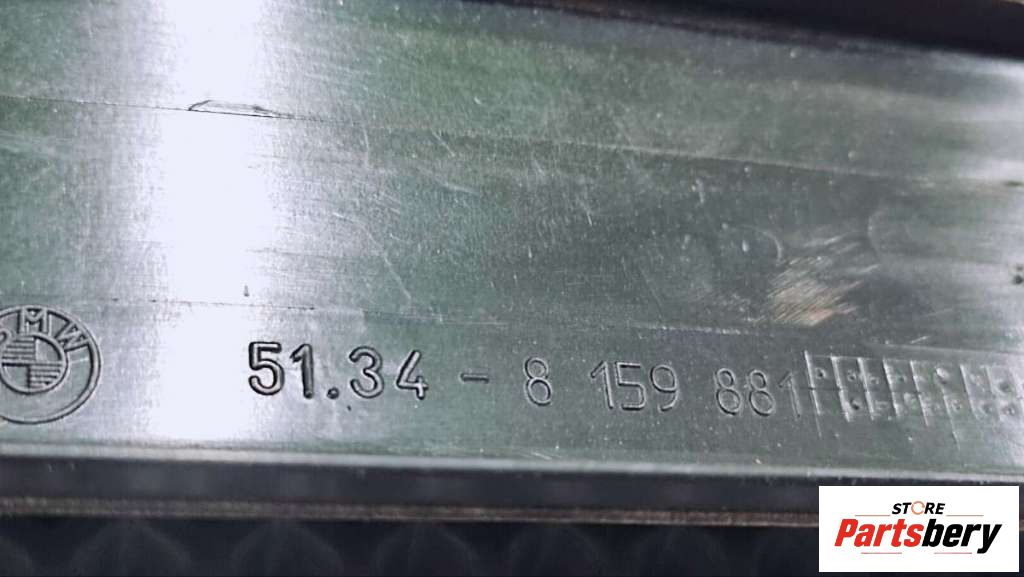 BMW
51.34 - 8 159 881
STORE
Partsbery